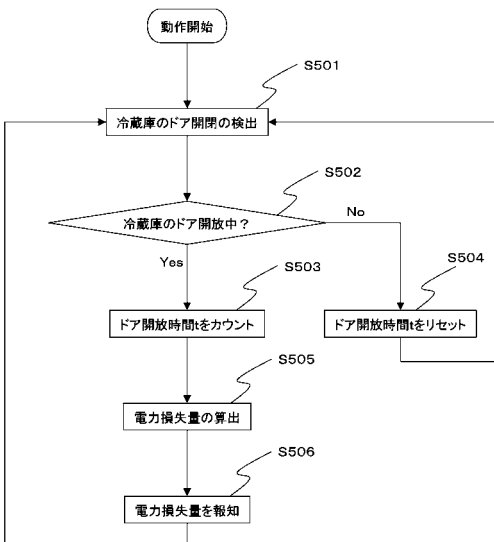 動作開始
S501
冷蔵庫のドア開閉の検出
S502
冷蔵庫のドア開放中？
No
Yes
S503
S504
ドア開放時間tをカウント
ドア開放時間tをリセット
S505
電力損失量の算出
S506
電力損失量を報知